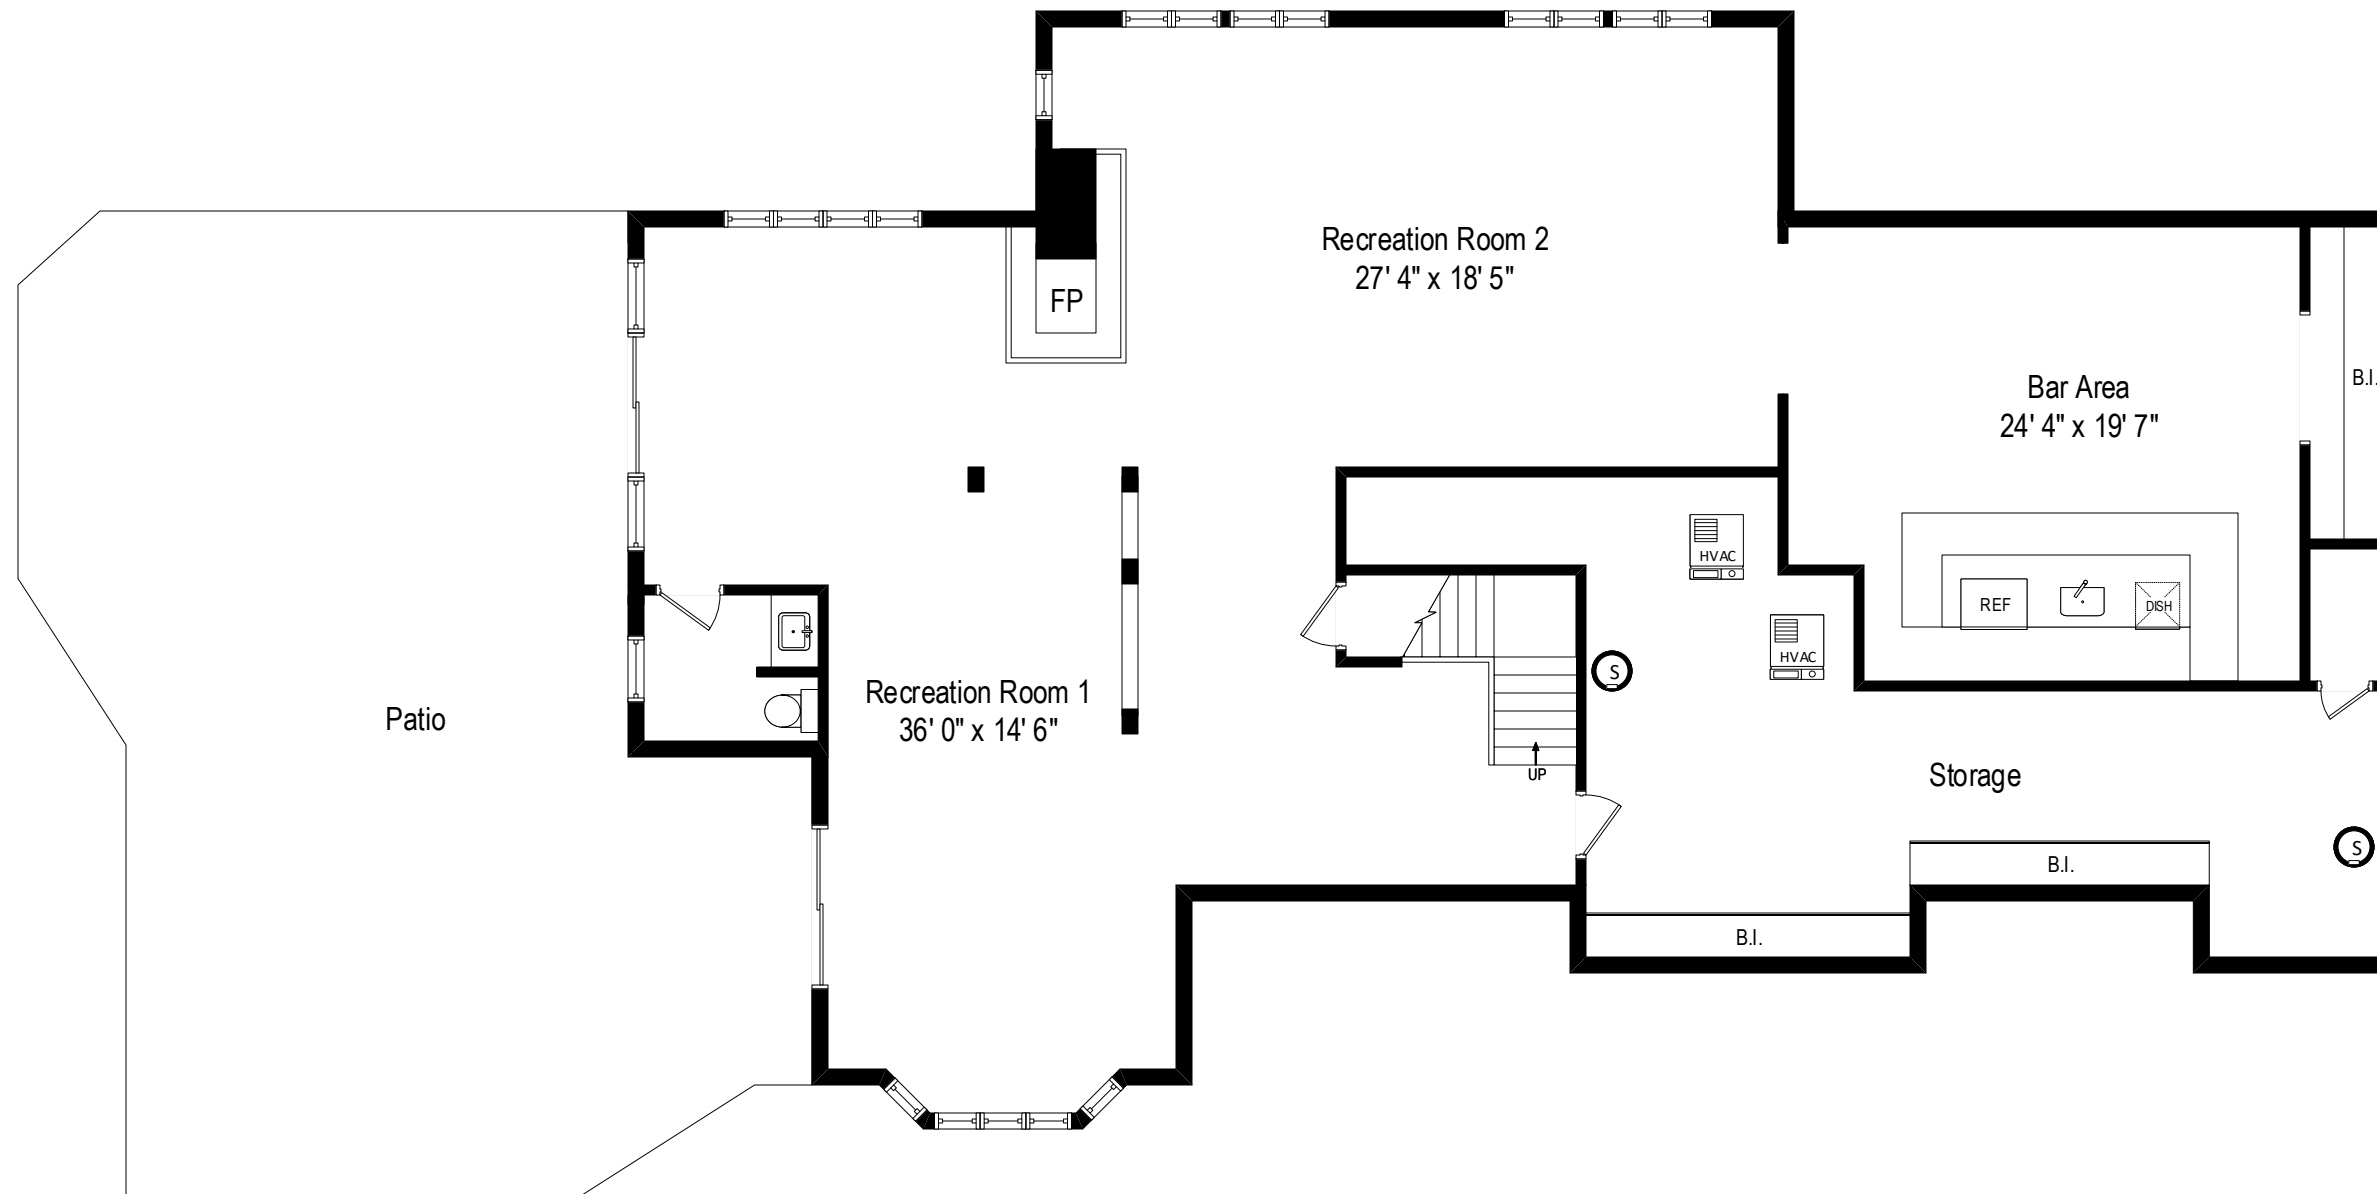 Recreation Room 2
27' 4" x 18' 5"
FP
Bar Area
24' 4" x 19' 7"
B.I.
HVAC
REF
DISH
HVAC
S
Recreation Room 1
36' 0" x 14' 6"
Patio
UP
Storage
S
B.I.
B.I.